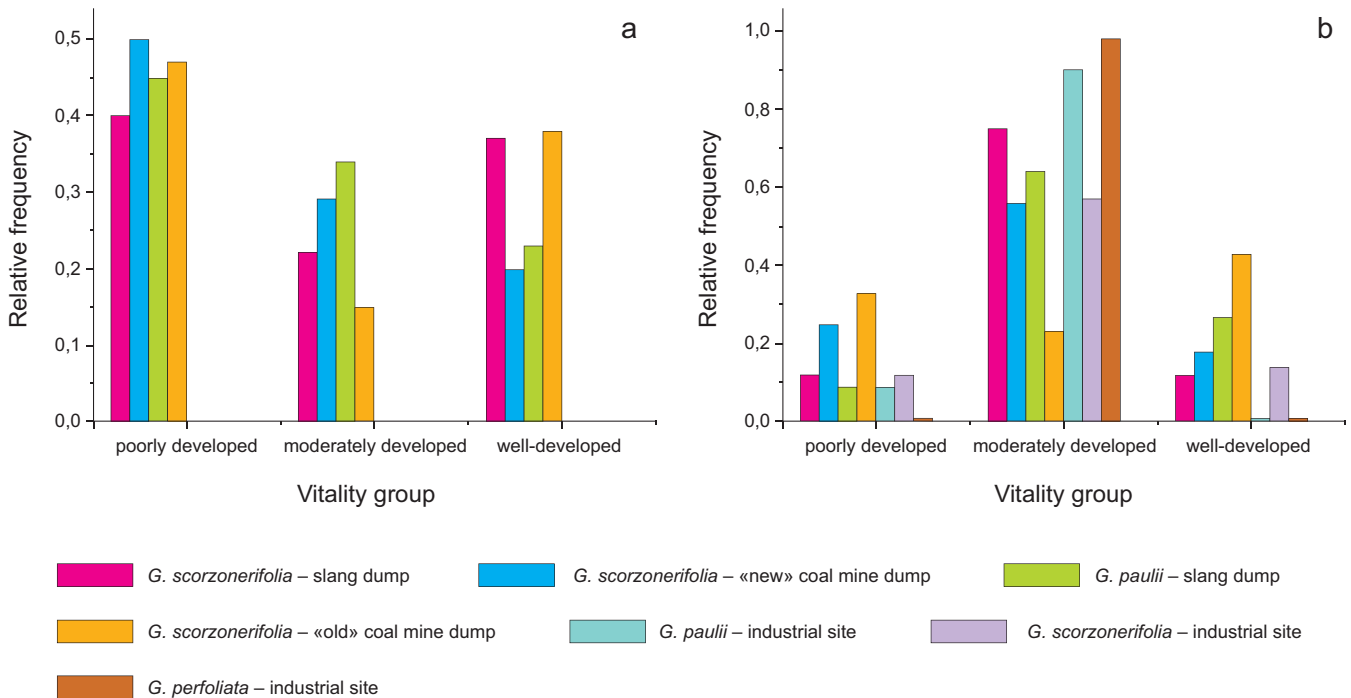 a
Relative frequency
0,5
0,4
0,3
0,2
0,1
0,0
poorly developed
moderately developed
well-developed
Vitality group
b
Relative frequency
1,0
0,8
0,6
0,4
0,2
0,0
poorly developed
moderately developed
well-developed
Vitality group
G. scorzonerifolia – slang dump
G. scorzonerifolia – «new» coal mine dump
G. paulii – slang dump
G. scorzonerifolia – «old» coal mine dump
G. paulii – industrial site
G. scorzonerifolia – industrial site
G. perfoliata – industrial site